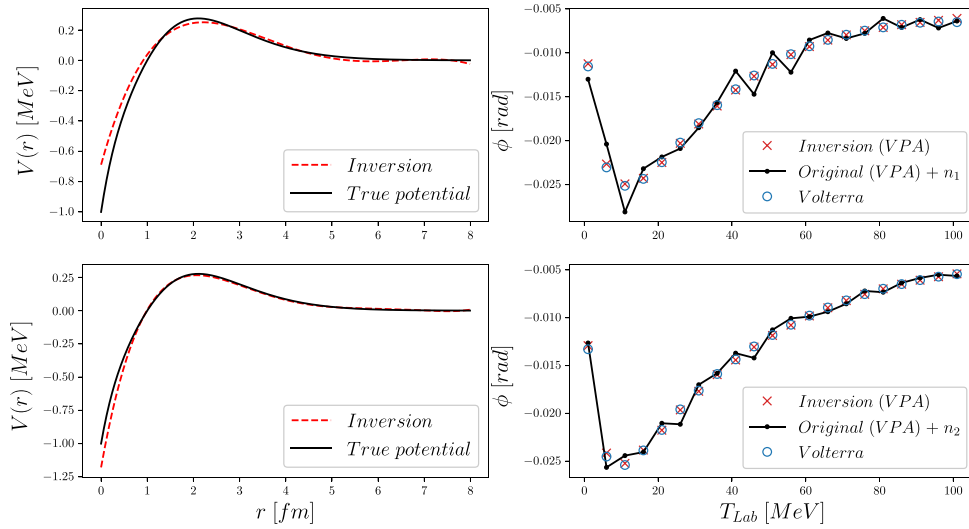 V(r) [MeV]
0.2
0.0
−0.2
−0.4
−0.6
−0.8
−1.0
Inversion
True potential
0 1 2 3 4 5 6 7 8
ϕ [rad]
−0.005
−0.010
−0.015
−0.020
−0.025
Inversion (VPA)
Original (VPA) + n₁
Volterra
0 20 40 60 80 100
V(r) [MeV]
0.25
0.00
−0.25
−0.50
−0.75
−1.00
−1.25
Inversion
True potential
0 1 2 3 4 5 6 7 8
r [fm]
ϕ [rad]
−0.005
−0.010
−0.015
−0.020
−0.025
Inversion (VPA)
Original (VPA) + n₂
Volterra
0 20 40 60 80 100
T_Lab [MeV]